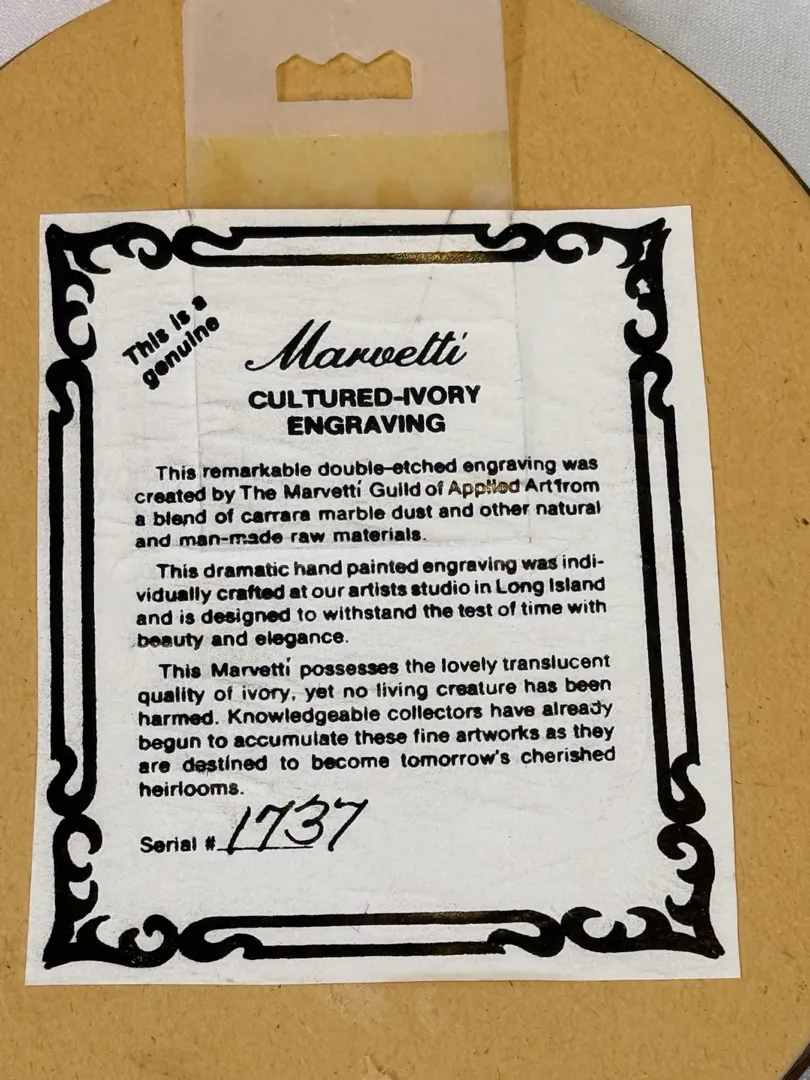 This is a
genuine
Marvetti
CULTURED-IVORY
ENGRAVING
This remarkable double-etched engraving was
created by The Marvetti Guild of Applied Art from
a blend of carrara marble dust and other natural
and man-made raw materials.
This dramatic hand painted engraving was indi-
vidually crafted at our artists studio in Long Island
and is designed to withstand the test of time with
beauty and elegance.
This Marvetti possesses the lovely translucent
quality of ivory, yet no living creature has been
harmed. Knowledgeable collectors have already
begun to accumulate these fine artworks as they
are destined to become tomorrow's cherished
heirlooms.
Serial # 1737